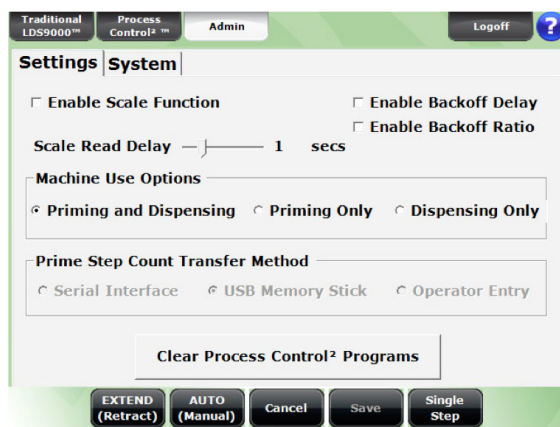 Traditional LDS9000™
Process Control² ™
Admin
Logoff
?
Settings
System
Enable Scale Function
Enable Backoff Delay
Enable Backoff Ratio
Scale Read Delay 1 secs
Machine Use Options
Priming and Dispensing Priming Only Dispensing Only
Prime Step Count Transfer Method
Serial Interface USB Memory Stick Operator Entry
Clear Process Control² Programs
EXTEND (Retract)
AUTO (Manual)
Cancel
Save
Single Step